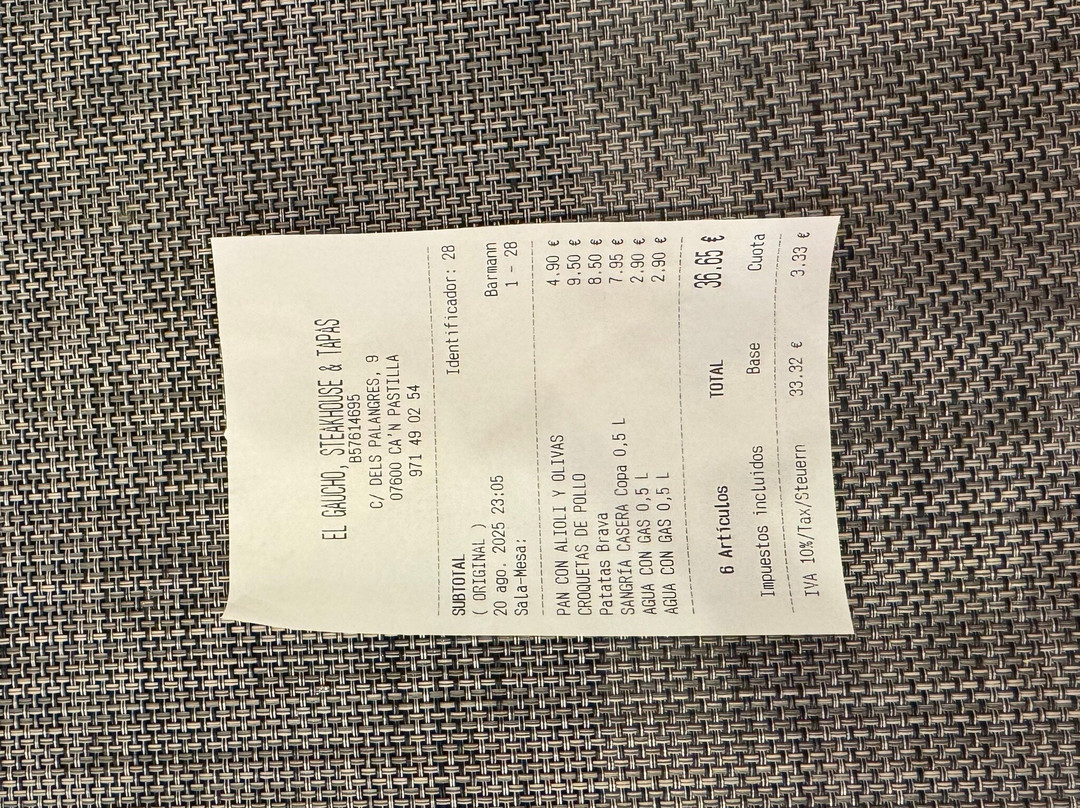 EL GAUCHO, STEAKHOUSE & TAPAS
B57614695
C/ DELS PALANGRES, 9
07600 CA'N PASTILLA
971 49 02 54
Identificador: 28
SUBTOTAL
( ORIGINAL )
20 ago. 2025 23:05 Barmann
Sala-Mesa: 1 - 28
PAN CON ALIOLI Y OLIVAS 4.90 €
CROQUETAS DE POLLO 9.50 €
Patatas Brava 8.50 €
SANGRÍA CASERA Copa 0,5 L 7.95 €
AGUA CON GAS 0,5 L 2.90 €
AGUA CON GAS 0,5 L 2.90 €
6 Artículos TOTAL 36.65 €
Impuestos incluidos Base Cuota
IVA 10%/Tax/Steuern 33.32 € 3.33 €